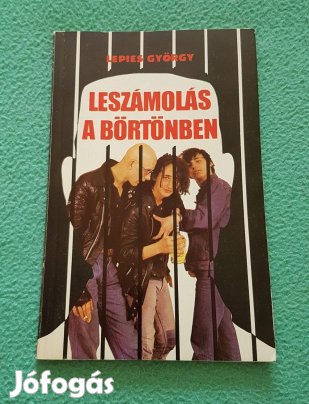 LEPIES GYÖRGY
LESZÁMOLÁS
A BÖRTÖNBEN
Jófogás